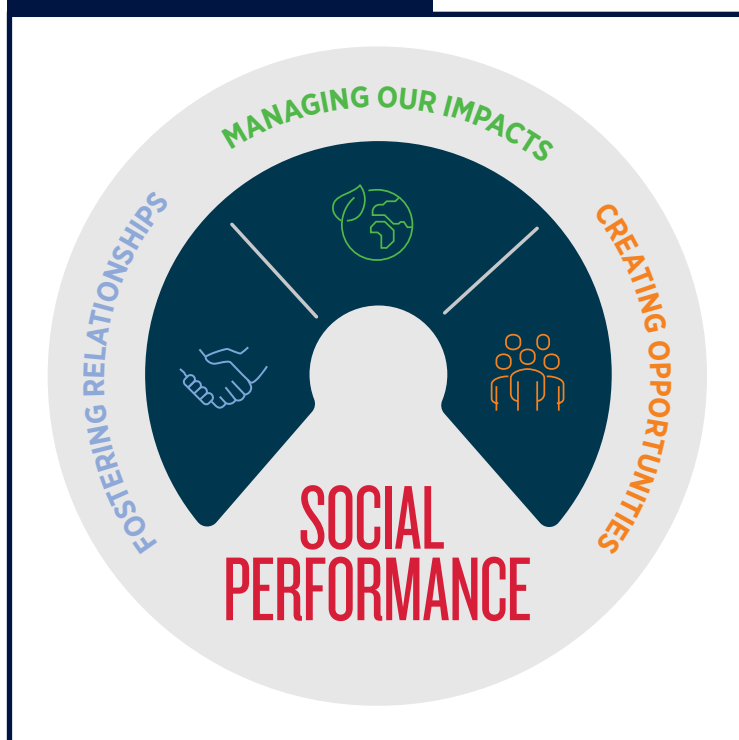 FOSTERING RELATIONSHIPS
MANAGING OUR IMPACTS
CREATING OPPORTUNITIES
SOCIAL
PERFORMANCE